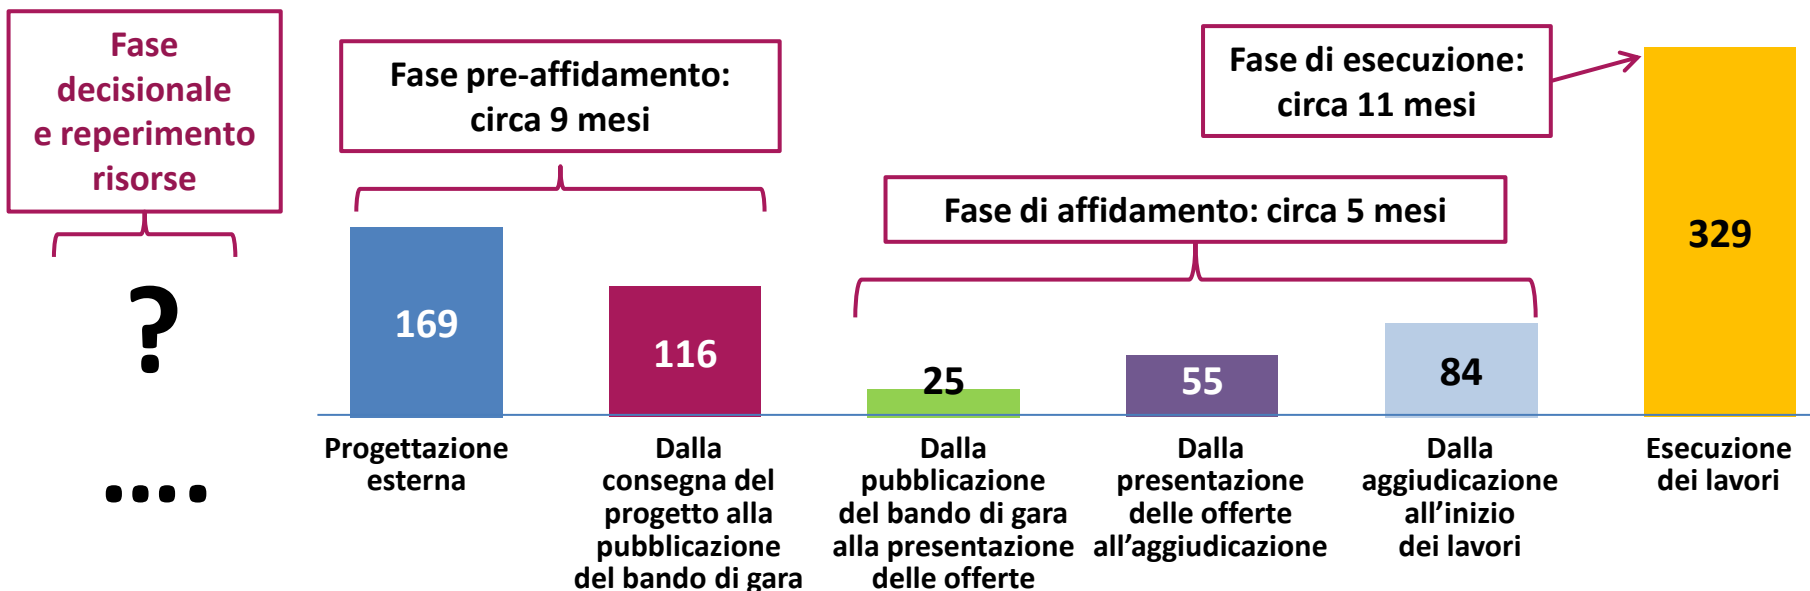 Fase
decisionale
e reperimento
risorse
?
....
Fase pre-affidamento:
circa 9 mesi
Fase di affidamento: circa 5 mesi
Fase di esecuzione:
circa 11 mesi
169
116
25
55
84
329
Progettazione
esterna
Dalla
consegna del
progetto alla
pubblicazione
del bando di gara
Dalla
pubblicazione
del bando di gara
alla presentazione
delle offerte
Dalla
presentazione
delle offerte
all’aggiudicazione
Dalla
aggiudicazione
all’inizio
dei lavori
Esecuzione
dei lavori